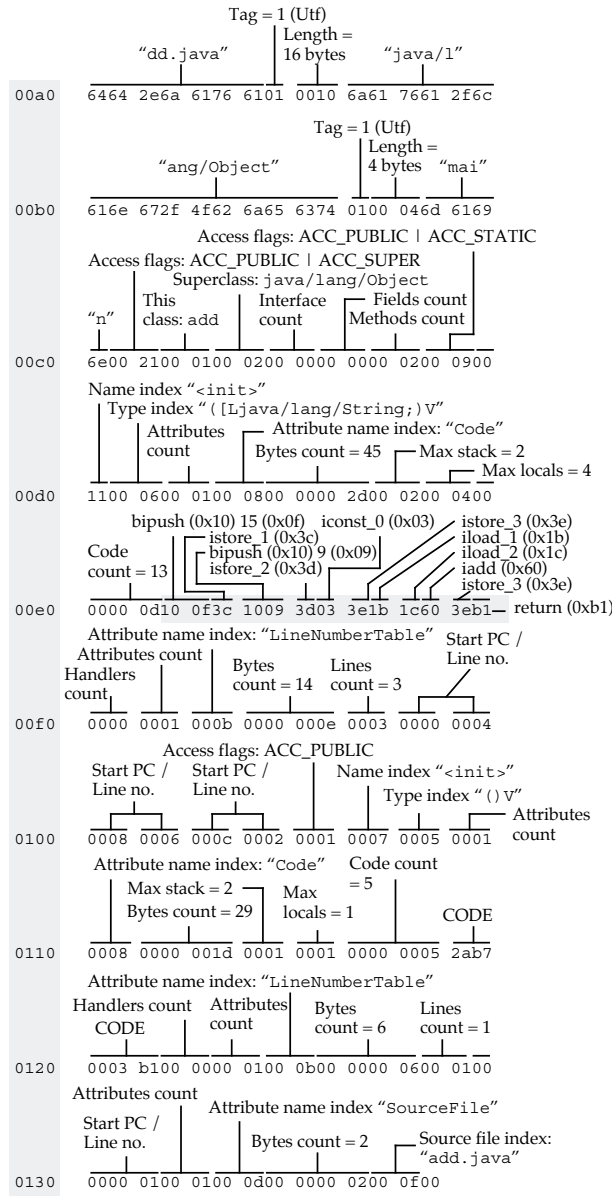 Tag = 1 (Utf)
Length =
16 bytes
“dd.java”
“java/l”
00a0 6464 2e6a 6176 6101 0010 6a61 7661 2f6c
Tag = 1 (Utf)
Length =
4 bytes
“ang/Object”
“mai”
00b0 616e 672f 4f62 6a65 6374 0100 046d 6169
Access flags: ACC_PUBLIC | ACC_STATIC
Access flags: ACC_PUBLIC | ACC_SUPER
Superclass: java/lang/Object
“n”
This
class: add
Interface
count
Fields count
Methods count
00c0 6e00 2100 0100 0200 0000 0000 0200 0900
Name index “<init>”
Type index “([Ljava/lang/String;)V”
Attributes
count
Attribute name index: “Code”
Bytes count = 45
Max stack = 2
Max locals = 4
00d0 1100 0600 0100 0800 0000 2d00 0200 0400
bipush (0x10) 15 (0x0f)
iconst_0 (0x03)
istore_3 (0x3e)
istore_1 (0x3c)
iload_1 (0x1b)
bipush (0x10) 9 (0x09)
iload_2 (0x1c)
Code
count = 13
istore_2 (0x3d)
iadd (0x60)
istore_3 (0x3e)
00e0 0000 0d10 0f3c 1009 3d03 3e1b 1c60 3eb1 return (0xb1)
Attribute name index: “LineNumberTable”
Attributes count
Handlers
count
Bytes
count = 14
Lines
count = 3
Start PC /
Line no.
00f0 0000 0001 000b 0000 000e 0003 0000 0004
Access flags: ACC_PUBLIC
Start PC /
Line no.
Start PC /
Line no.
Name index “<init>”
Type index “()V”
Attributes
count
0100 0008 0006 000c 0002 0001 0007 0005 0001
Attribute name index: “Code”
Max stack = 2
Bytes count = 29
Max
locals = 1
Code count
= 5
CODE
0110 0008 0000 001d 0001 0001 0000 0005 2ab7
Attribute name index: “LineNumberTable”
Handlers count
CODE
Attributes
count
Bytes
count = 6
Lines
count = 1
0120 0003 b100 0000 0100 0b00 0000 0600 0100
Attributes count
Start PC /
Line no.
Attribute name index “SourceFile”
Bytes count = 2
Source file index:
“add.java”
0130 0000 0100 0100 0d00 0000 0200 0f00